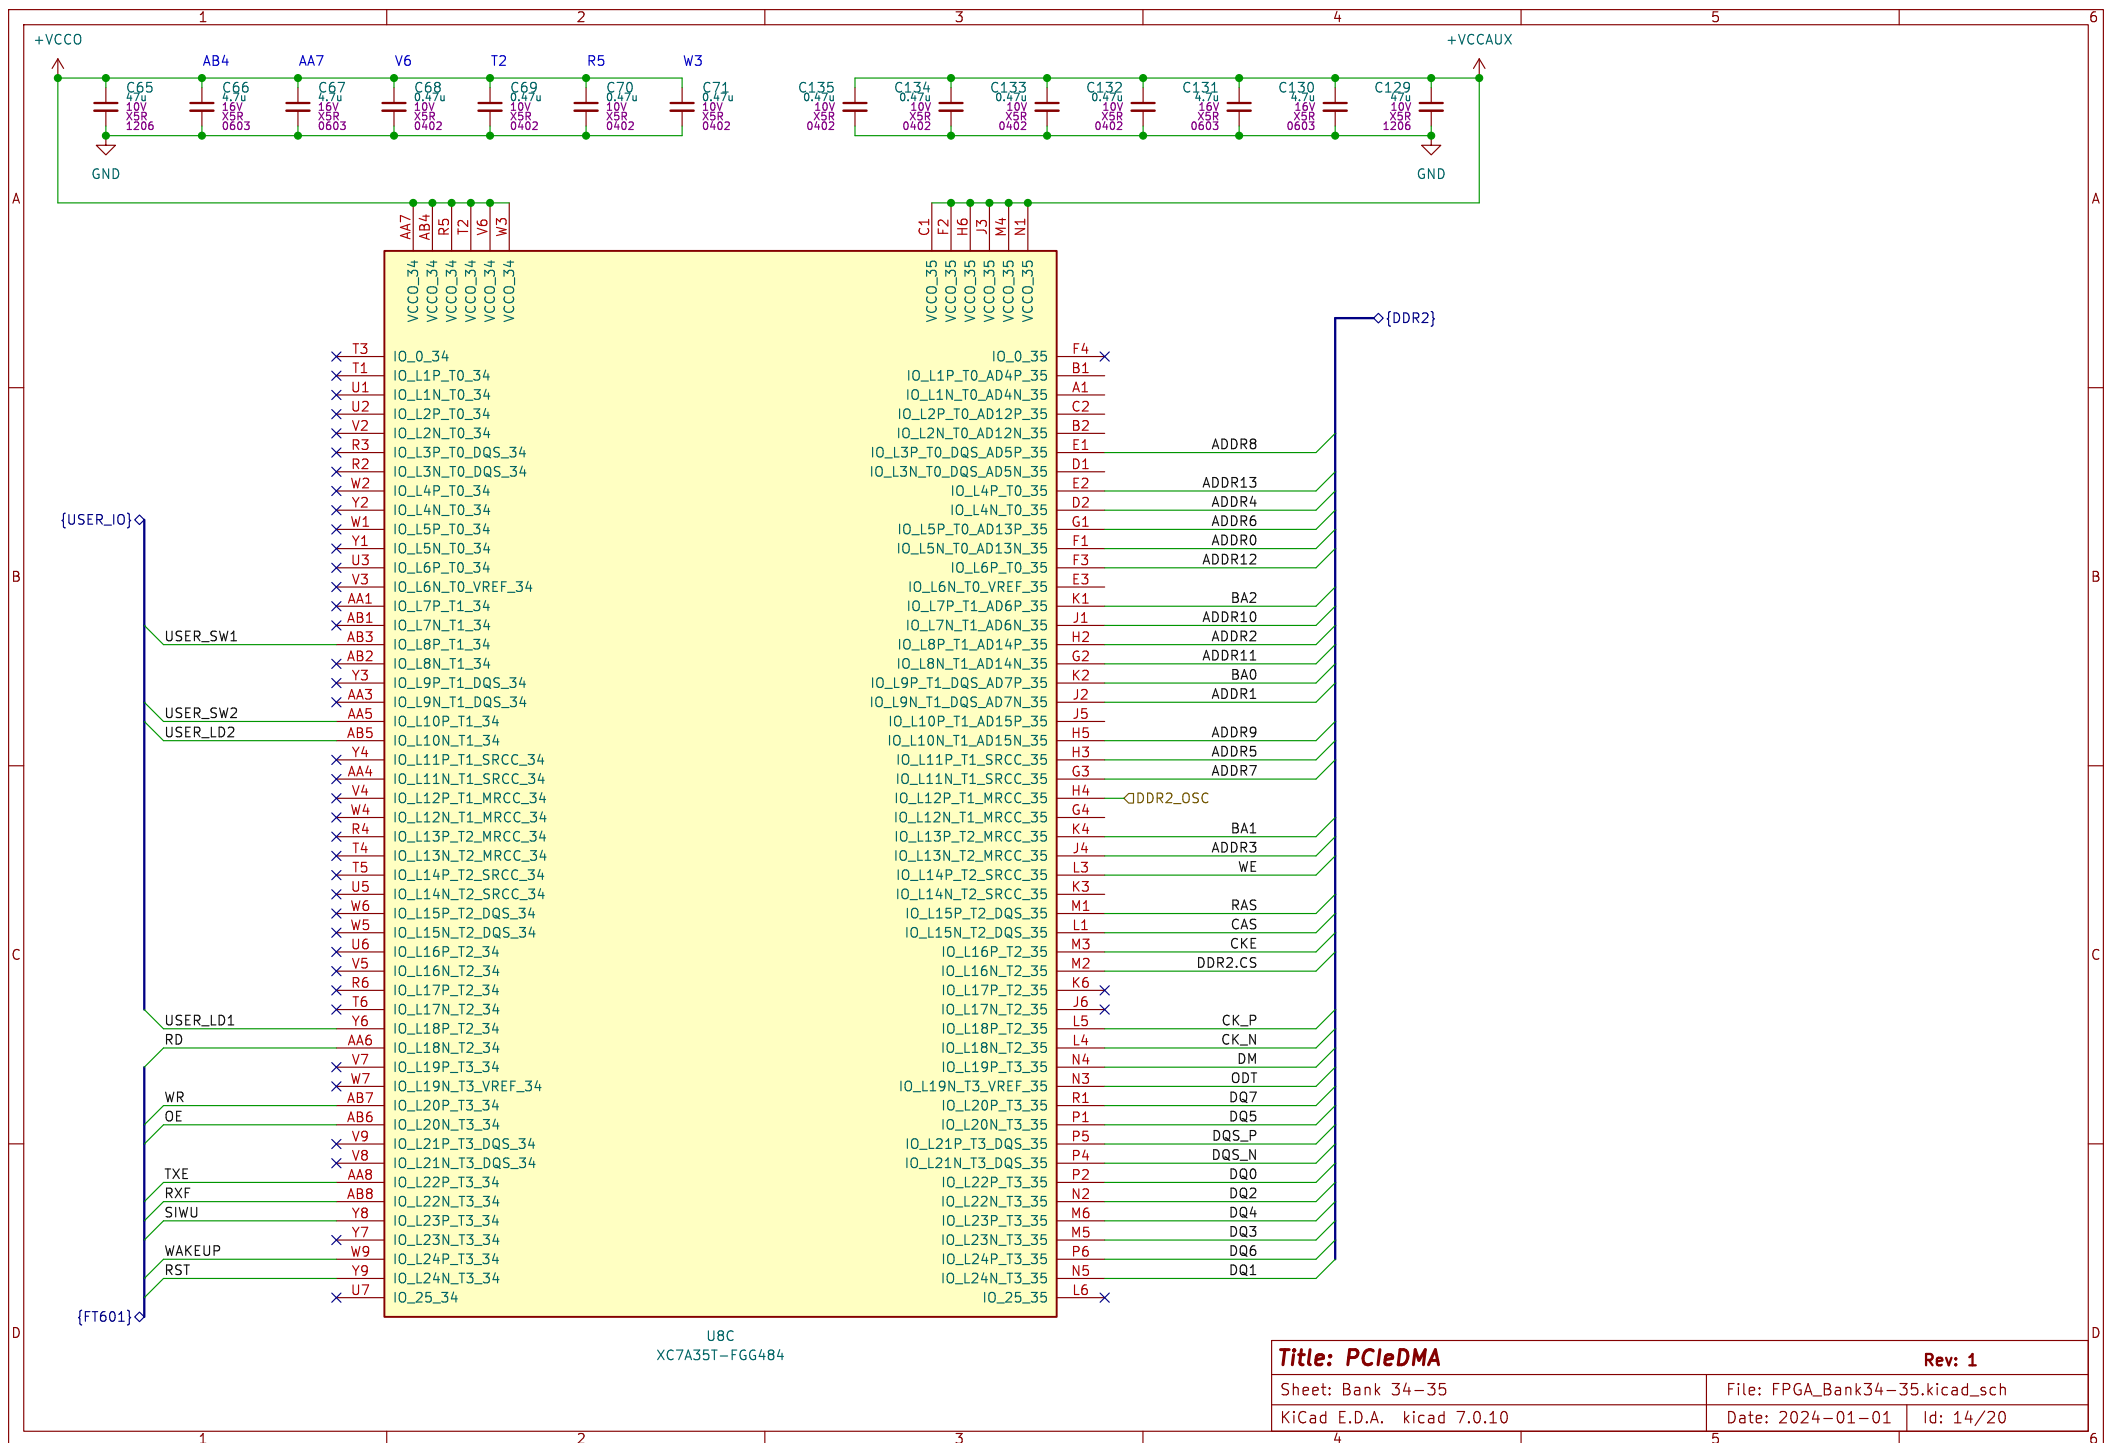 1 2 3 4 5 6
+VCCO +VCCAUX
AB4 AA7 V6 T2 R5 W3
C65 C66 C67 C68 C69 C70 C71 C135 C134 C133 C132 C131 C130 C129
47u 4.7u 4.7u 0.47u 0.47u 0.47u 0.47u 0.47u 0.47u 0.47u 0.47u 4.7u 4.7u 47u
10V 16V 16V 10V 10V 10V 10V 10V 10V 10V 10V 16V 16V 10V
X5R X5R X5R X5R X5R X5R X5R X5R X5R X5R X5R X5R X5R X5R
1206 0603 0603 0402 0402 0402 0402 0402 0402 0402 0402 0603 0603 1206
GND GND
A A
AA7 AB4 R5 T2 V6 W3 C1 F2 H6 J3 M4 N1
VCCO_34 VCCO_34 VCCO_34 VCCO_34 VCCO_34 VCCO_34 VCCO_35 VCCO_35 VCCO_35 VCCO_35 VCCO_35 VCCO_35
{DDR2}
T3 IO_0_34 IO_0_35 F4
T1 IO_L1P_T0_34 IO_L1P_T0_AD4P_35 B1
U1 IO_L1N_T0_34 IO_L1N_T0_AD4N_35 A1
U2 IO_L2P_T0_34 IO_L2P_T0_AD12P_35 C2
V2 IO_L2N_T0_34 IO_L2N_T0_AD12N_35 B2
R3 IO_L3P_T0_DQS_34 IO_L3P_T0_DQS_AD5P_35 E1 ADDR8
R2 IO_L3N_T0_DQS_34 IO_L3N_T0_DQS_AD5N_35 D1
W2 IO_L4P_T0_34 IO_L4P_T0_35 E2 ADDR13
Y2 IO_L4N_T0_34 IO_L4N_T0_35 D2 ADDR4
{USER_IO}
W1 IO_L5P_T0_34 IO_L5P_T0_AD13P_35 G1 ADDR6
Y1 IO_L5N_T0_34 IO_L5N_T0_AD13N_35 F1 ADDR0
U3 IO_L6P_T0_34 IO_L6P_T0_35 F3 ADDR12
B B
V3 IO_L6N_T0_VREF_34 IO_L6N_T0_VREF_35 E3
AA1 IO_L7P_T1_34 IO_L7P_T1_AD6P_35 K1 BA2
AB1 IO_L7N_T1_34 IO_L7N_T1_AD6N_35 J1 ADDR10
USER_SW1 AB3 IO_L8P_T1_34 IO_L8P_T1_AD14P_35 H2 ADDR2
AB2 IO_L8N_T1_34 IO_L8N_T1_AD14N_35 G2 ADDR11
Y3 IO_L9P_T1_DQS_34 IO_L9P_T1_DQS_AD7P_35 K2 BA0
AA3 IO_L9N_T1_DQS_34 IO_L9N_T1_DQS_AD7N_35 J2 ADDR1
USER_SW2 AA5 IO_L10P_T1_34 IO_L10P_T1_AD15P_35 J5
USER_LD2 AB5 IO_L10N_T1_34 IO_L10N_T1_AD15N_35 H5 ADDR9
Y4 IO_L11P_T1_SRCC_34 IO_L11P_T1_SRCC_35 H3 ADDR5
AA4 IO_L11N_T1_SRCC_34 IO_L11N_T1_SRCC_35 G3 ADDR7
V4 IO_L12P_T1_MRCC_34 IO_L12P_T1_MRCC_35 H4 DDR2_OSC
W4 IO_L12N_T1_MRCC_34 IO_L12N_T1_MRCC_35 G4
R4 IO_L13P_T2_MRCC_34 IO_L13P_T2_MRCC_35 K4 BA1
T4 IO_L13N_T2_MRCC_34 IO_L13N_T2_MRCC_35 J4 ADDR3
T5 IO_L14P_T2_SRCC_34 IO_L14P_T2_SRCC_35 L3 WE
U5 IO_L14N_T2_SRCC_34 IO_L14N_T2_SRCC_35 K3
W6 IO_L15P_T2_DQS_34 IO_L15P_T2_DQS_35 M1 RAS
W5 IO_L15N_T2_DQS_34 IO_L15N_T2_DQS_35 L1 CAS
U6 IO_L16P_T2_34 IO_L16P_T2_35 M3 CKE
C C
V5 IO_L16N_T2_34 IO_L16N_T2_35 M2 DDR2.CS
R6 IO_L17P_T2_34 IO_L17P_T2_35 K6
T6 IO_L17N_T2_34 IO_L17N_T2_35 J6
USER_LD1 Y6 IO_L18P_T2_34 IO_L18P_T2_35 L5 CK_P
RD AA6 IO_L18N_T2_34 IO_L18N_T2_35 L4 CK_N
V7 IO_L19P_T3_34 IO_L19P_T3_35 N4 DM
W7 IO_L19N_T3_VREF_34 IO_L19N_T3_VREF_35 N3 ODT
WR AB7 IO_L20P_T3_34 IO_L20P_T3_35 R1 DQ7
OE AB6 IO_L20N_T3_34 IO_L20N_T3_35 P1 DQ5
V9 IO_L21P_T3_DQS_34 IO_L21P_T3_DQS_35 P5 DQS_P
V8 IO_L21N_T3_DQS_34 IO_L21N_T3_DQS_35 P4 DQS_N
TXE AA8 IO_L22P_T3_34 IO_L22P_T3_35 P2 DQ0
RXF AB8 IO_L22N_T3_34 IO_L22N_T3_35 N2 DQ2
SIWU Y8 IO_L23P_T3_34 IO_L23P_T3_35 M6 DQ4
Y7 IO_L23N_T3_34 IO_L23N_T3_35 M5 DQ3
WAKEUP W9 IO_L24P_T3_34 IO_L24P_T3_35 P6 DQ6
RST Y9 IO_L24N_T3_34 IO_L24N_T3_35 N5 DQ1
U7 IO_25_34 IO_25_35 L6
{FT601}
D D
U8C
XC7A35T-FGG484
Title: PCIeDMA Rev: 1
Sheet: Bank 34-35 File: FPGA_Bank34-35.kicad_sch
KiCad E.D.A. kicad 7.0.10 Date: 2024-01-01 Id: 14/20
1 2 3 4 5 6